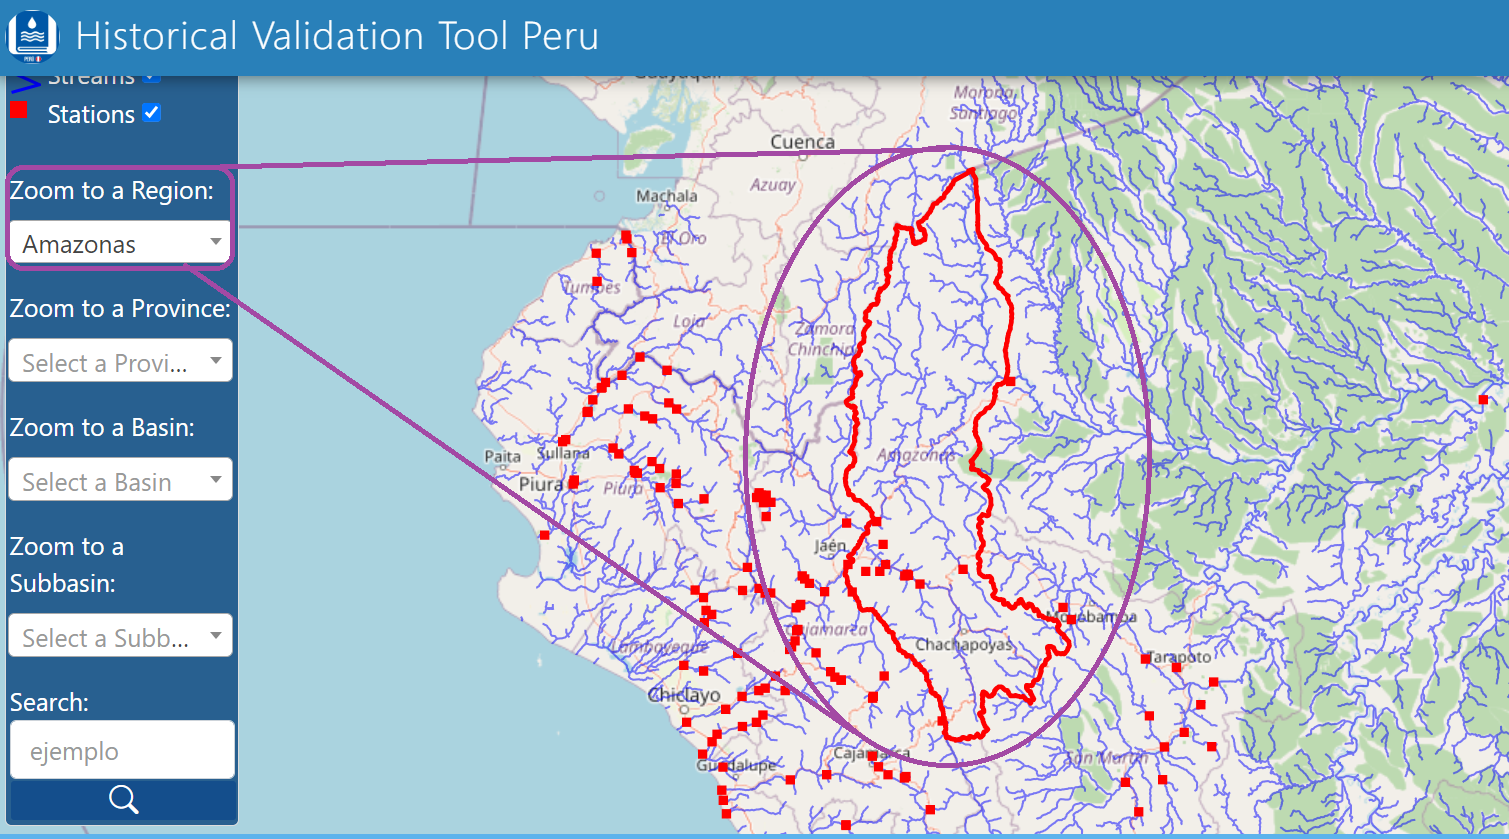 Historical Validation Tool Peru
PERÚ
Streams
Stations
Zoom to a Region:
Amazonas
Zoom to a Province:
Select a Provi...
Zoom to a Basin:
Select a Basin
Zoom to a
Subbasin:
Select a Subb...
Search:
ejemplo
Guayaquil
Morona
Santiago
Cuenca
Azuay
Machala
El Oro
Tumbes
Loja
Zamora
Chinchip
Amazonas
Paita
Sullana
Piura
Piura
Jaén
Cajamarca
Lambayeque
Chachapoyas
Moyobamba
Tarapoto
Chiclayo
Cajamarca
Guadalupe
San Martín